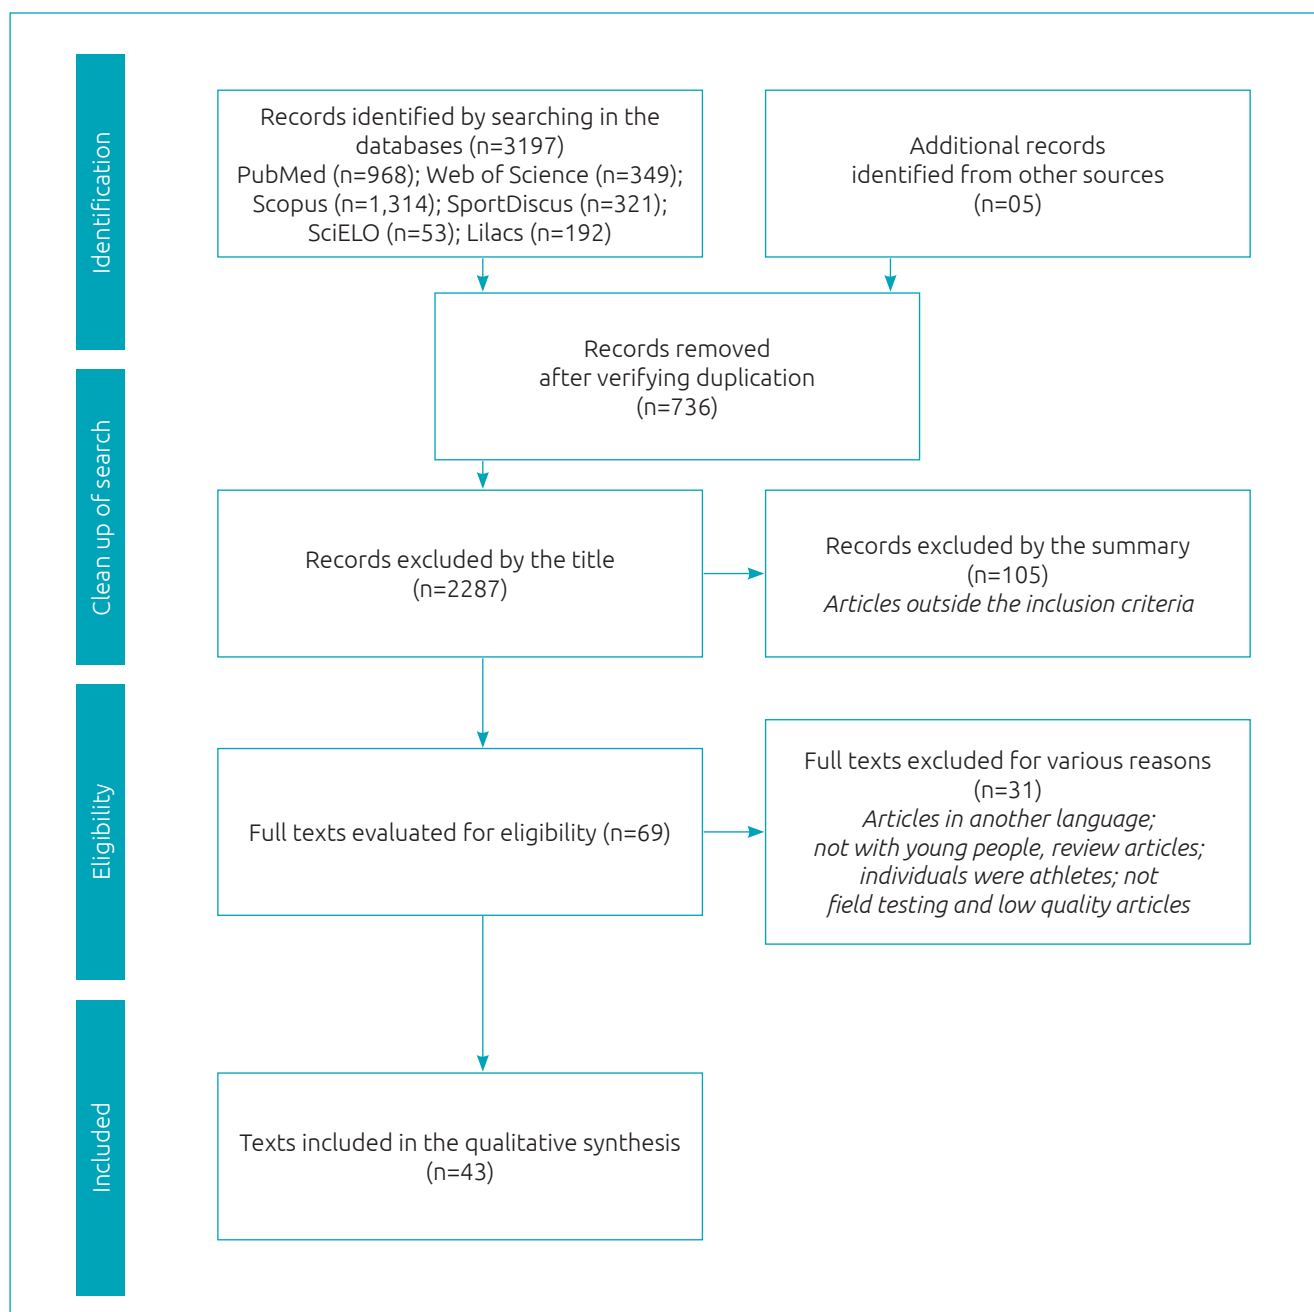 Identification
Records identified by searching in the
databases (n=3197)
PubMed (n=968); Web of Science (n=349);
Scopus (n=1,314); SportDiscus (n=321);
SciELO (n=53); Lilacs (n=192)
Additional records
identified from other sources
(n=05)
Records removed
after verifying duplication
(n=736)
Clean up of search
Records excluded by the title
(n=2287)
Records excluded by the summary
(n=105)
Articles outside the inclusion criteria
Eligibility
Full texts evaluated for eligibility (n=69)
Full texts excluded for various reasons
(n=31)
Articles in another language;
not with young people, review articles;
individuals were athletes; not
field testing and low quality articles
Included
Texts included in the qualitative synthesis
(n=43)